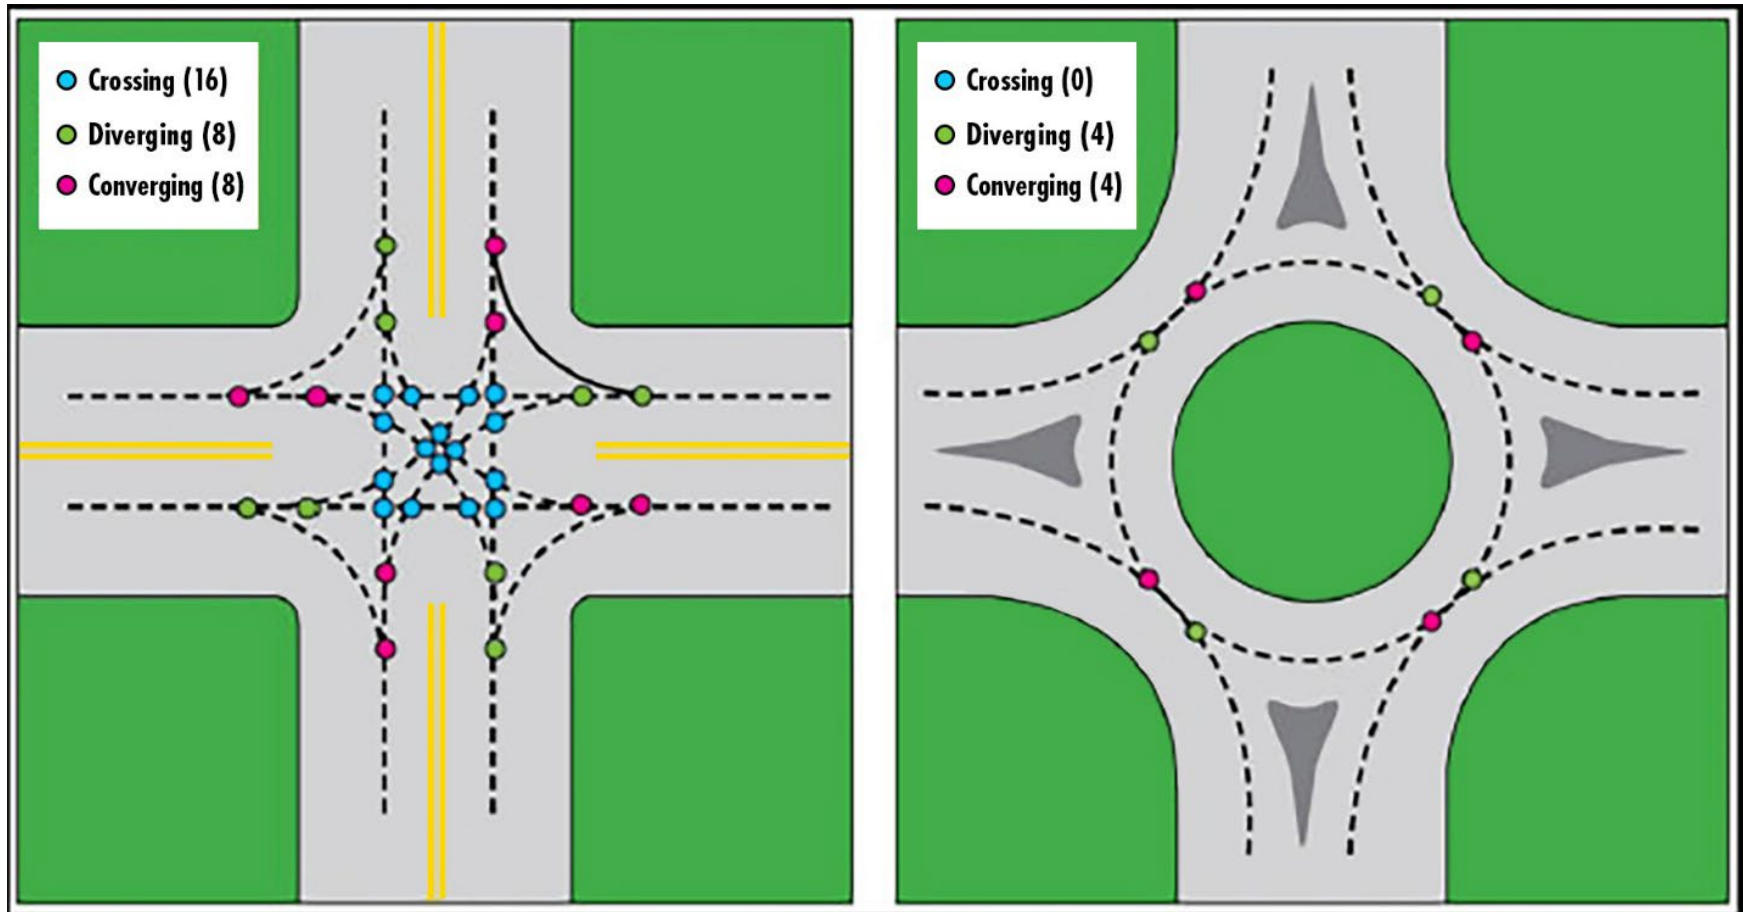 Crossing (16)
Diverging (8)
Converging (8)
Crossing (0)
Diverging (4)
Converging (4)